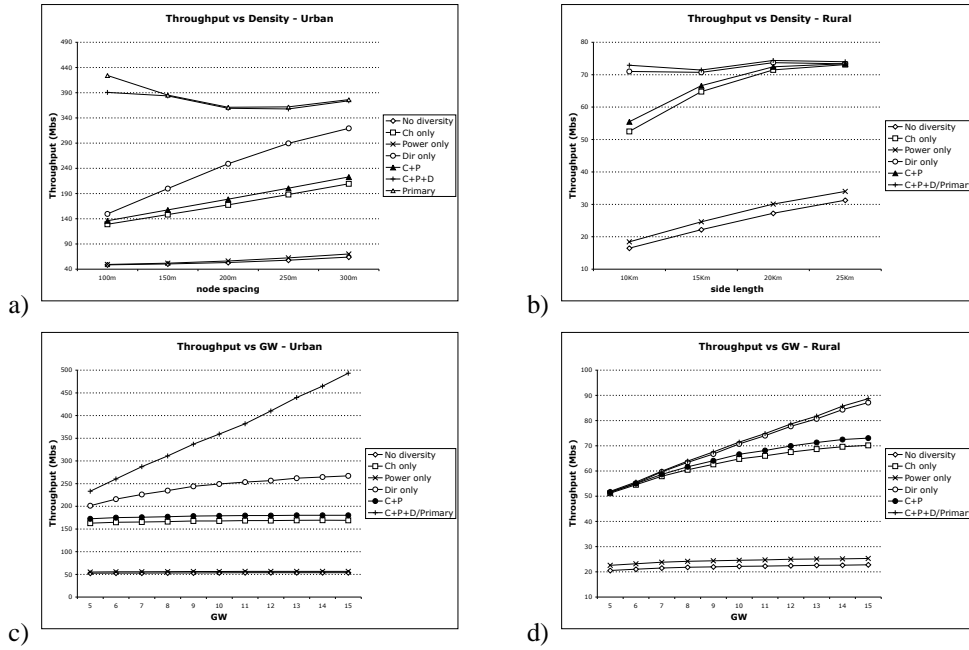 Throughput vs Density - Urban
Throughput (Mbs)
490
440
390
340
290
240
190
140
90
40
100m
150m
200m
250m
300m
node spacing
No diversity
Ch only
Power only
Dir only
C+P
C+P+D
Primary
a)
Throughput vs Density - Rural
Throughput (Mbs)
80
70
60
50
40
30
20
10
10Km
15Km
20Km
25Km
side length
No diversity
Ch only
Power only
Dir only
C+P
C+P+D/Primary
b)
Throughput vs GW - Urban
Throughput (Mbs)
500
450
400
350
300
250
200
150
100
50
0
5
6
7
8
9
10
11
12
13
14
15
GW
No diversity
Ch only
Power only
Dir only
C+P
C+P+D/Primary
c)
Throughput vs GW - Rural
Throughput (Mbs)
100
90
80
70
60
50
40
30
20
10
5
6
7
8
9
10
11
12
13
14
15
GW
No diversity
Ch only
Power only
Dir only
C+P
C+P+D/Primary
d)